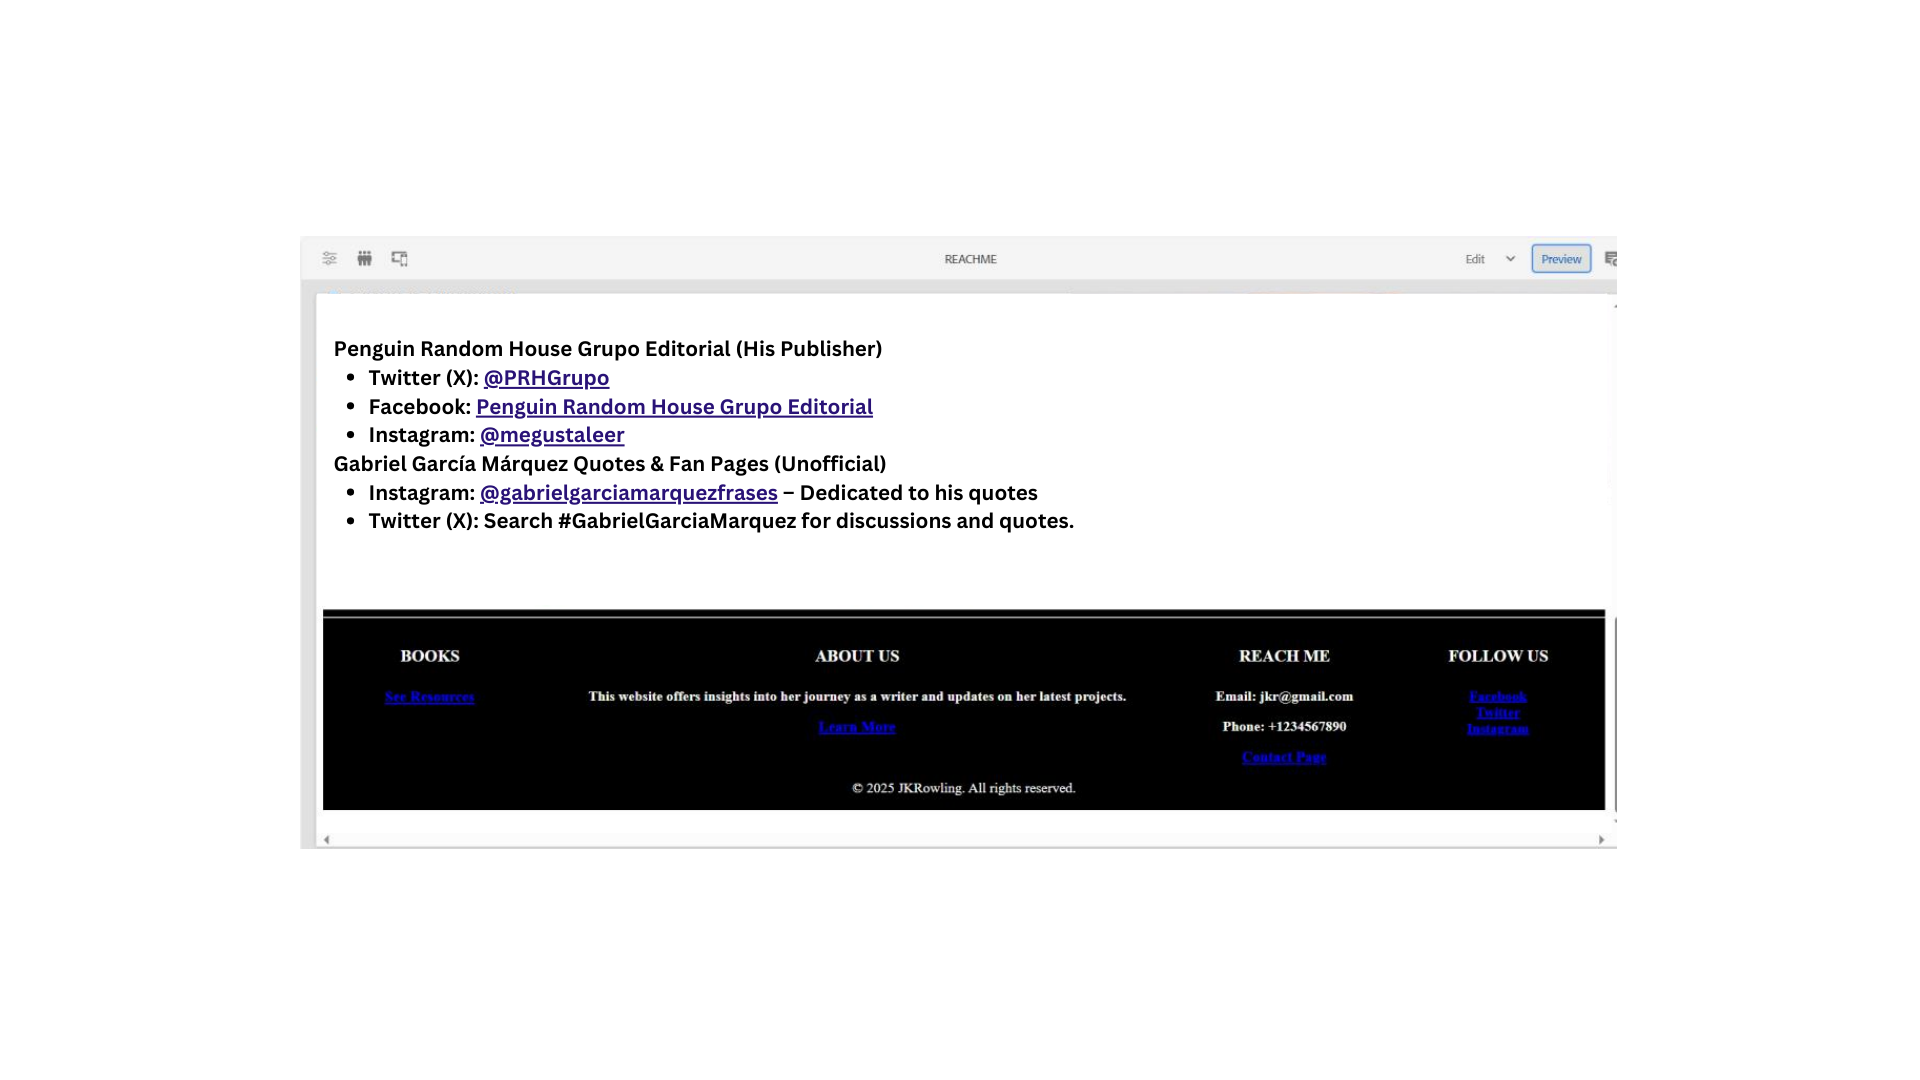 REACHME
Edit
Preview
Penguin Random House Grupo Editorial (His Publisher)
• Twitter (X): @PRHGrupo
• Facebook: Penguin Random House Grupo Editorial
• Instagram: @megustaleer
Gabriel García Márquez Quotes & Fan Pages (Unofficial)
• Instagram: @gabrielgarciamarquezfrases – Dedicated to his quotes
• Twitter (X): Search #GabrielGarciaMarquez for discussions and quotes.
BOOKS
See Resources
ABOUT US
This website offers insights into her journey as a writer and updates on her latest projects.
Learn More
REACH ME
Email: jkr@gmail.com
Phone: +1234567890
Contact Page
FOLLOW US
Facebook
Twitter
Instagram
© 2025 JKRowling. All rights reserved.